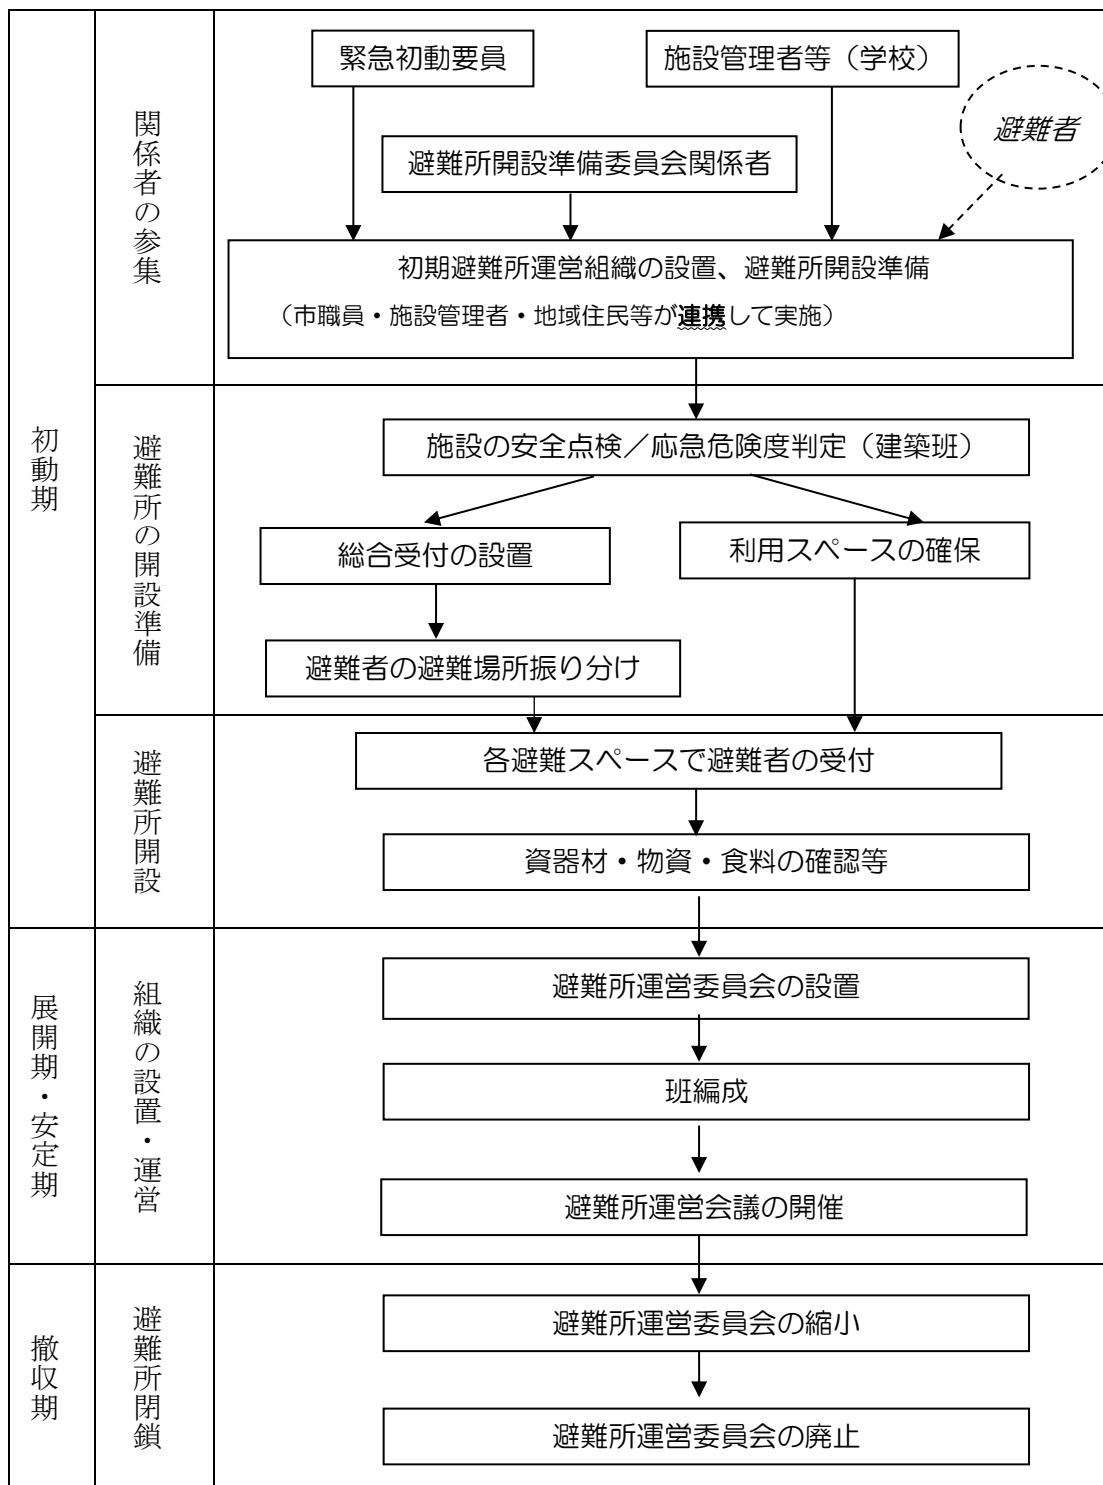 初動期
関係者の参集
緊急初動要員
施設管理者等（学校）
避難者
避難所開設準備委員会関係者
初期避難所運営組織の設置、避難所開設準備
（市職員・施設管理者・地域住民等が連携して実施）
避難所の開設準備
施設の安全点検／応急危険度判定（建築班）
総合受付の設置
利用スペースの確保
避難者の避難場所振り分け
避難所開設
各避難スペースで避難者の受付
資器材・物資・食料の確認等
展開期・安定期
組織の設置・運営
避難所運営委員会の設置
班編成
避難所運営会議の開催
撤収期
避難所閉鎖
避難所運営委員会の縮小
避難所運営委員会の廃止